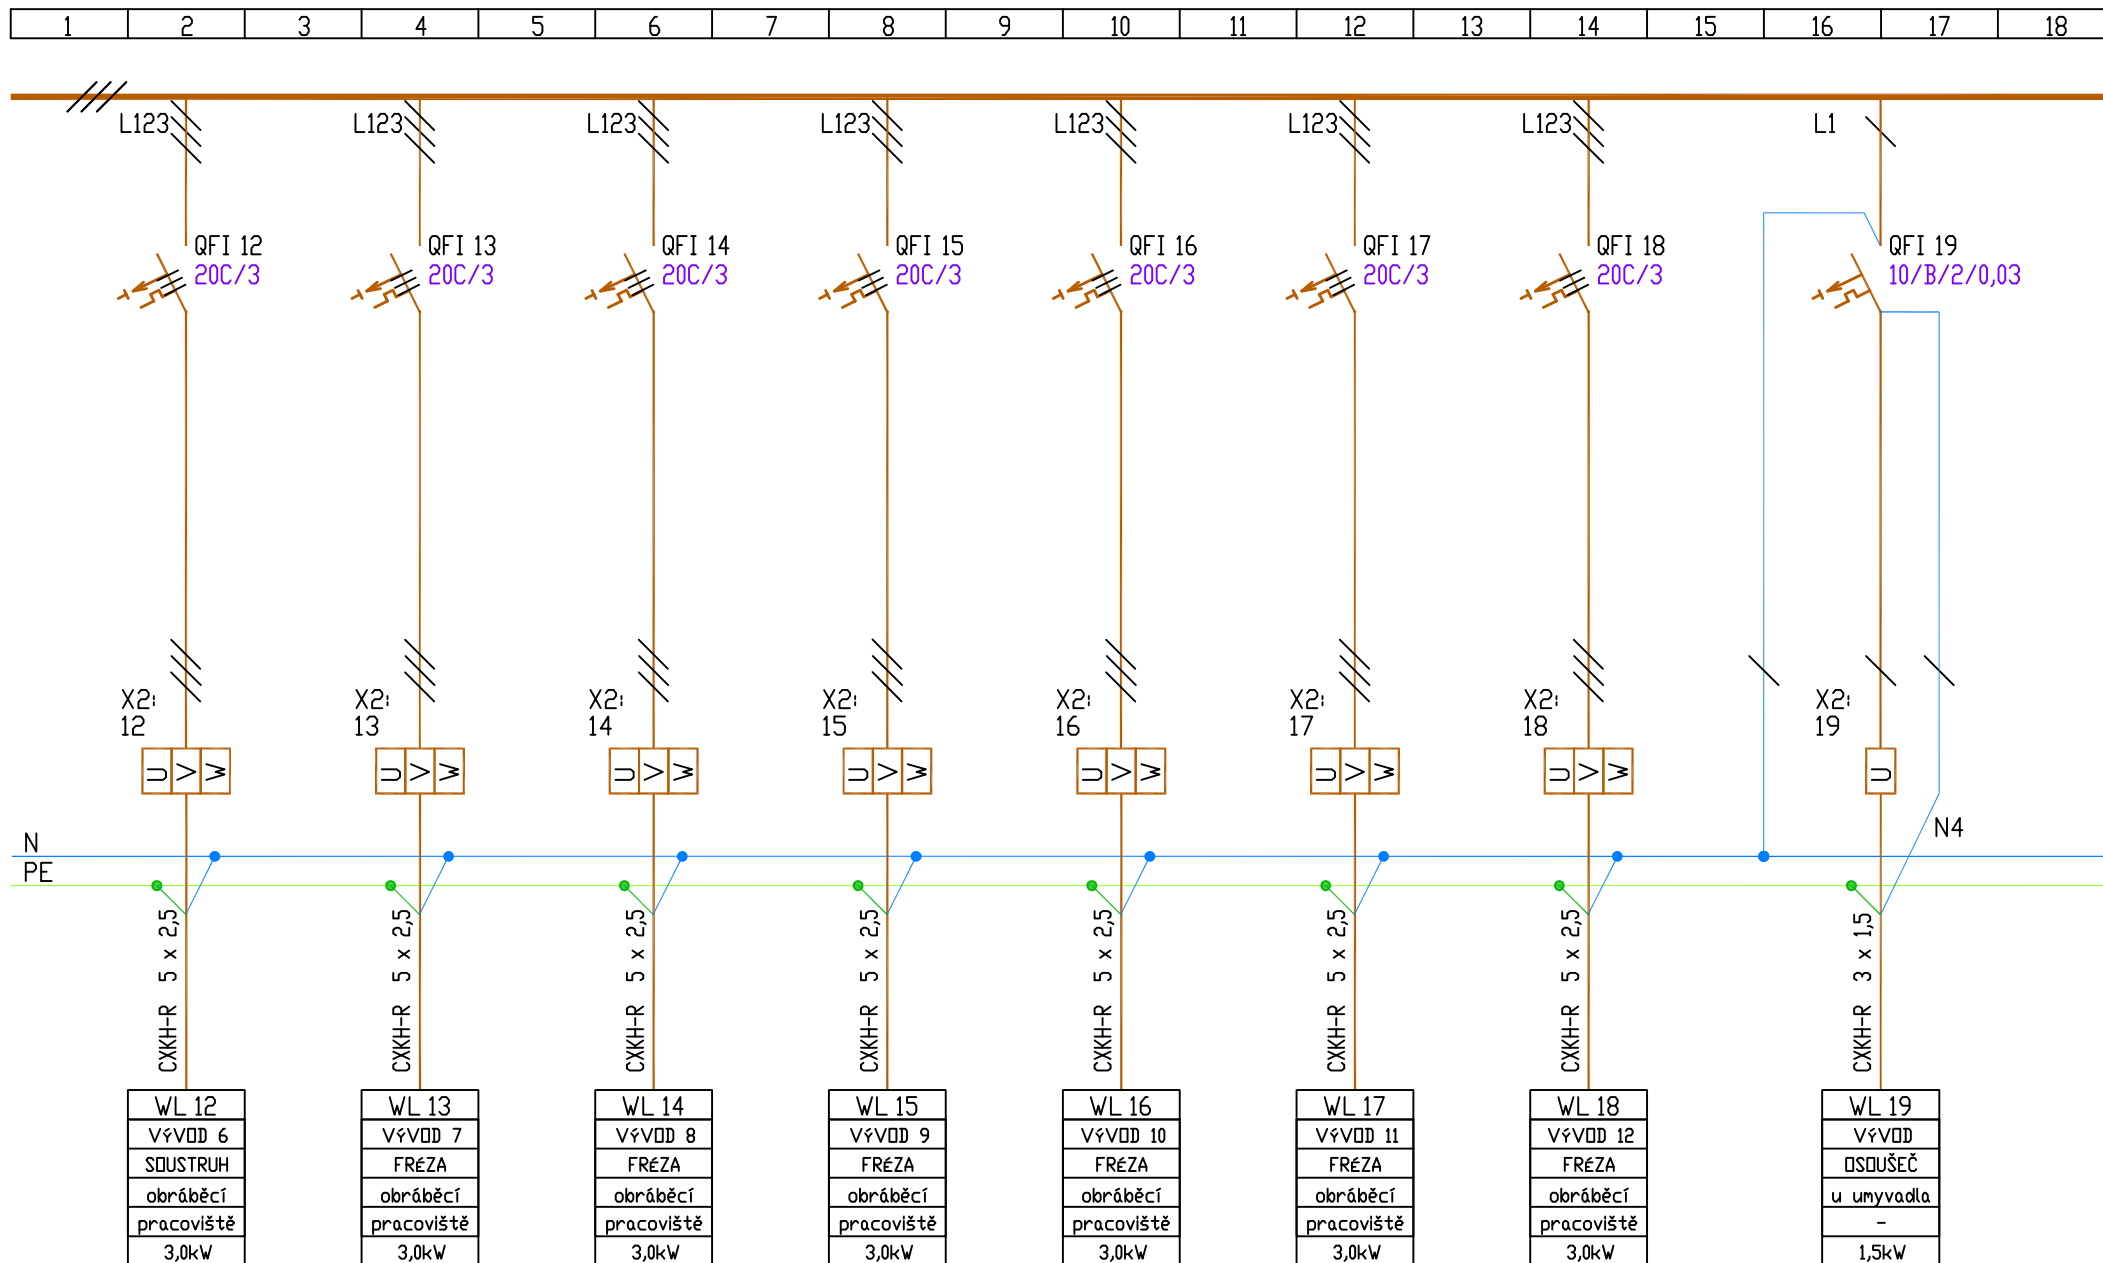 1 2 3 4 5 6 7 8 9 10 11 12 13 14 15 16 17 18
L123 L123 L123 L123 L123 L123 L123 L1
QFI 12 QFI 13 QFI 14 QFI 15 QFI 16 QFI 17 QFI 18 QFI 19
20C/3 20C/3 20C/3 20C/3 20C/3 20C/3 20C/3 10/B/2/0,03
X2: X2: X2: X2: X2: X2: X2: X2:
12 13 14 15 16 17 18 19
U V W U V W U V W U V W U V W U V W U V W U
N4
N
PE
CXKH-R 5 x 2,5
CXKH-R 5 x 2,5
CXKH-R 5 x 2,5
CXKH-R 5 x 2,5
CXKH-R 5 x 2,5
CXKH-R 5 x 2,5
CXKH-R 5 x 2,5
CXKH-R 3 x 1,5
WL 12 WL 13 WL 14 WL 15 WL 16 WL 17 WL 18 WL 19
VÝVOD 6 VÝVOD 7 VÝVOD 8 VÝVOD 9 VÝVOD 10 VÝVOD 11 VÝVOD 12 VÝVOD
SOUSTRUH FRÉZA FRÉZA FRÉZA FRÉZA FRÉZA FRÉZA OSOUŠEČ
obráběcí obráběcí obráběcí obráběcí obráběcí obráběcí obráběcí u umyvadla
pracoviště pracoviště pracoviště pracoviště pracoviště pracoviště pracoviště -
3,0kW 3,0kW 3,0kW 3,0kW 3,0kW 3,0kW 3,0kW 1,5kW